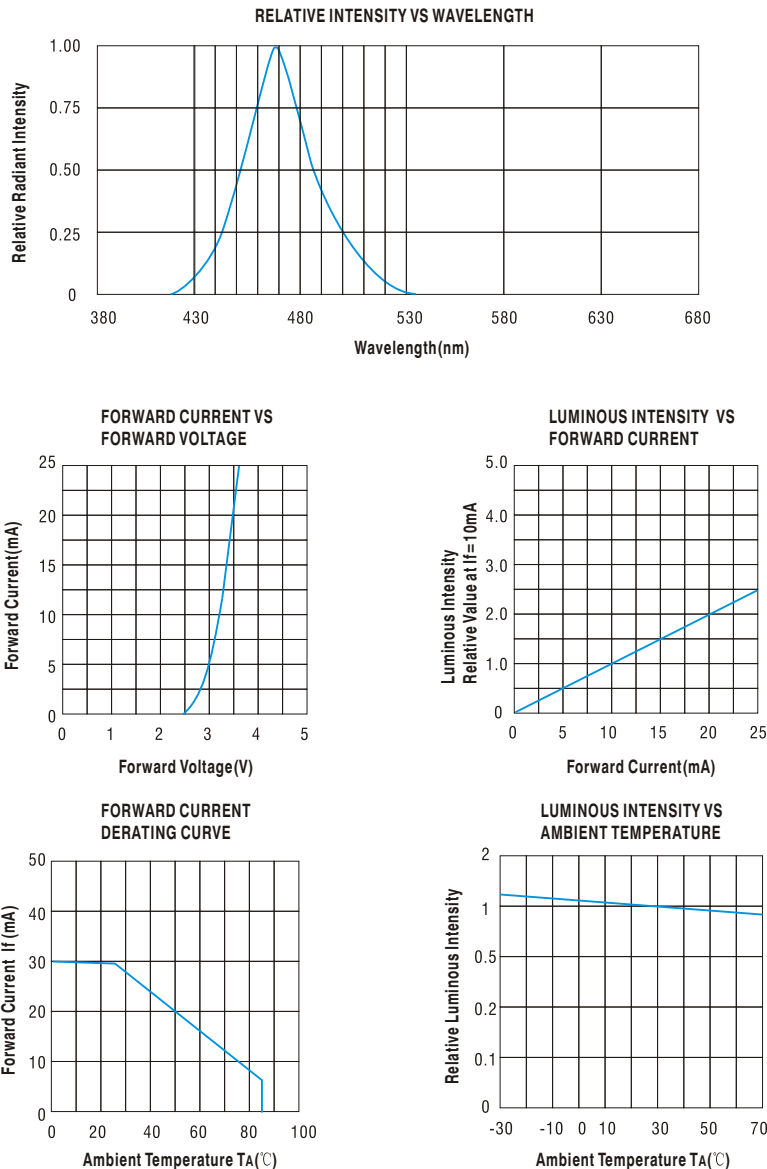 RELATIVE INTENSITY VS WAVELENGTH
Relative Radiant Intensity
1.00
0.75
0.50
0.25
0
380 430 480 530 580 630 680
Wavelength(nm)
FORWARD CURRENT VS
FORWARD VOLTAGE
Forward Current(mA)
25
20
15
10
5
0
0 1 2 3 4 5
Forward Voltage(V)
LUMINOUS INTENSITY VS
FORWARD CURRENT
Luminous Intensity
Relative Value at If=10mA
5.0
4.0
3.0
2.0
1.0
0
0 5 10 15 20 25
Forward Current(mA)
FORWARD CURRENT
DERATING CURVE
Forward Current If (mA)
50
40
30
20
10
0
0 20 40 60 80 100
Ambient Temperature TA(℃)
LUMINOUS INTENSITY VS
AMBIENT TEMPERATURE
Relative Luminous Intensity
2
1
0.5
0.2
0.1
0
-30 -10 0 10 30 50 70
Ambient Temperature TA(℃)